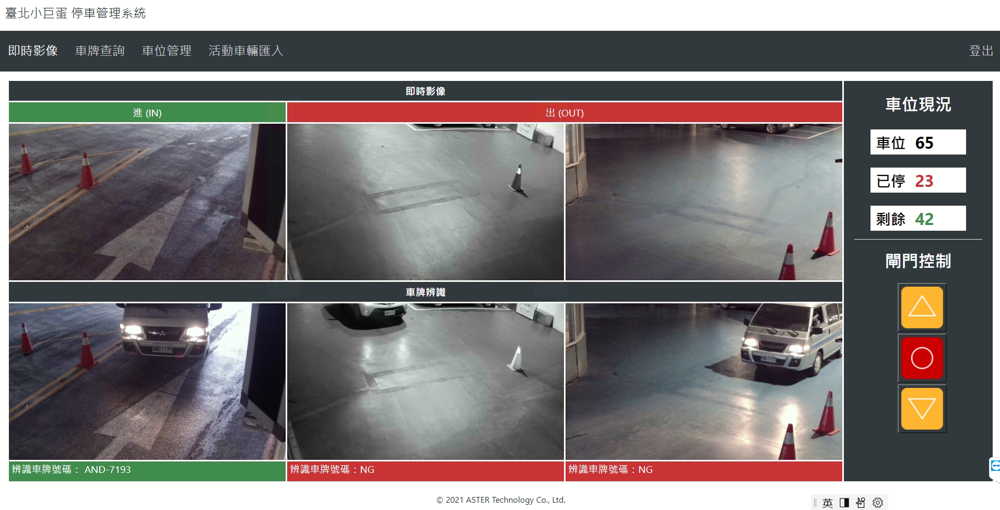 臺北小巨蛋 停車管理系統
即時影像 車牌查詢 車位管理 活動車輛匯入 登出
即時影像
進 (IN) 出 (OUT)
車牌辨識
AND7193
辨識車牌號碼： AND-7193
辨識車牌號碼：NG
辨識車牌號碼：NG
車位現況
車位 65
已停 23
剩餘 42
閘門控制
© 2021 ASTER Technology Co., Ltd.
英